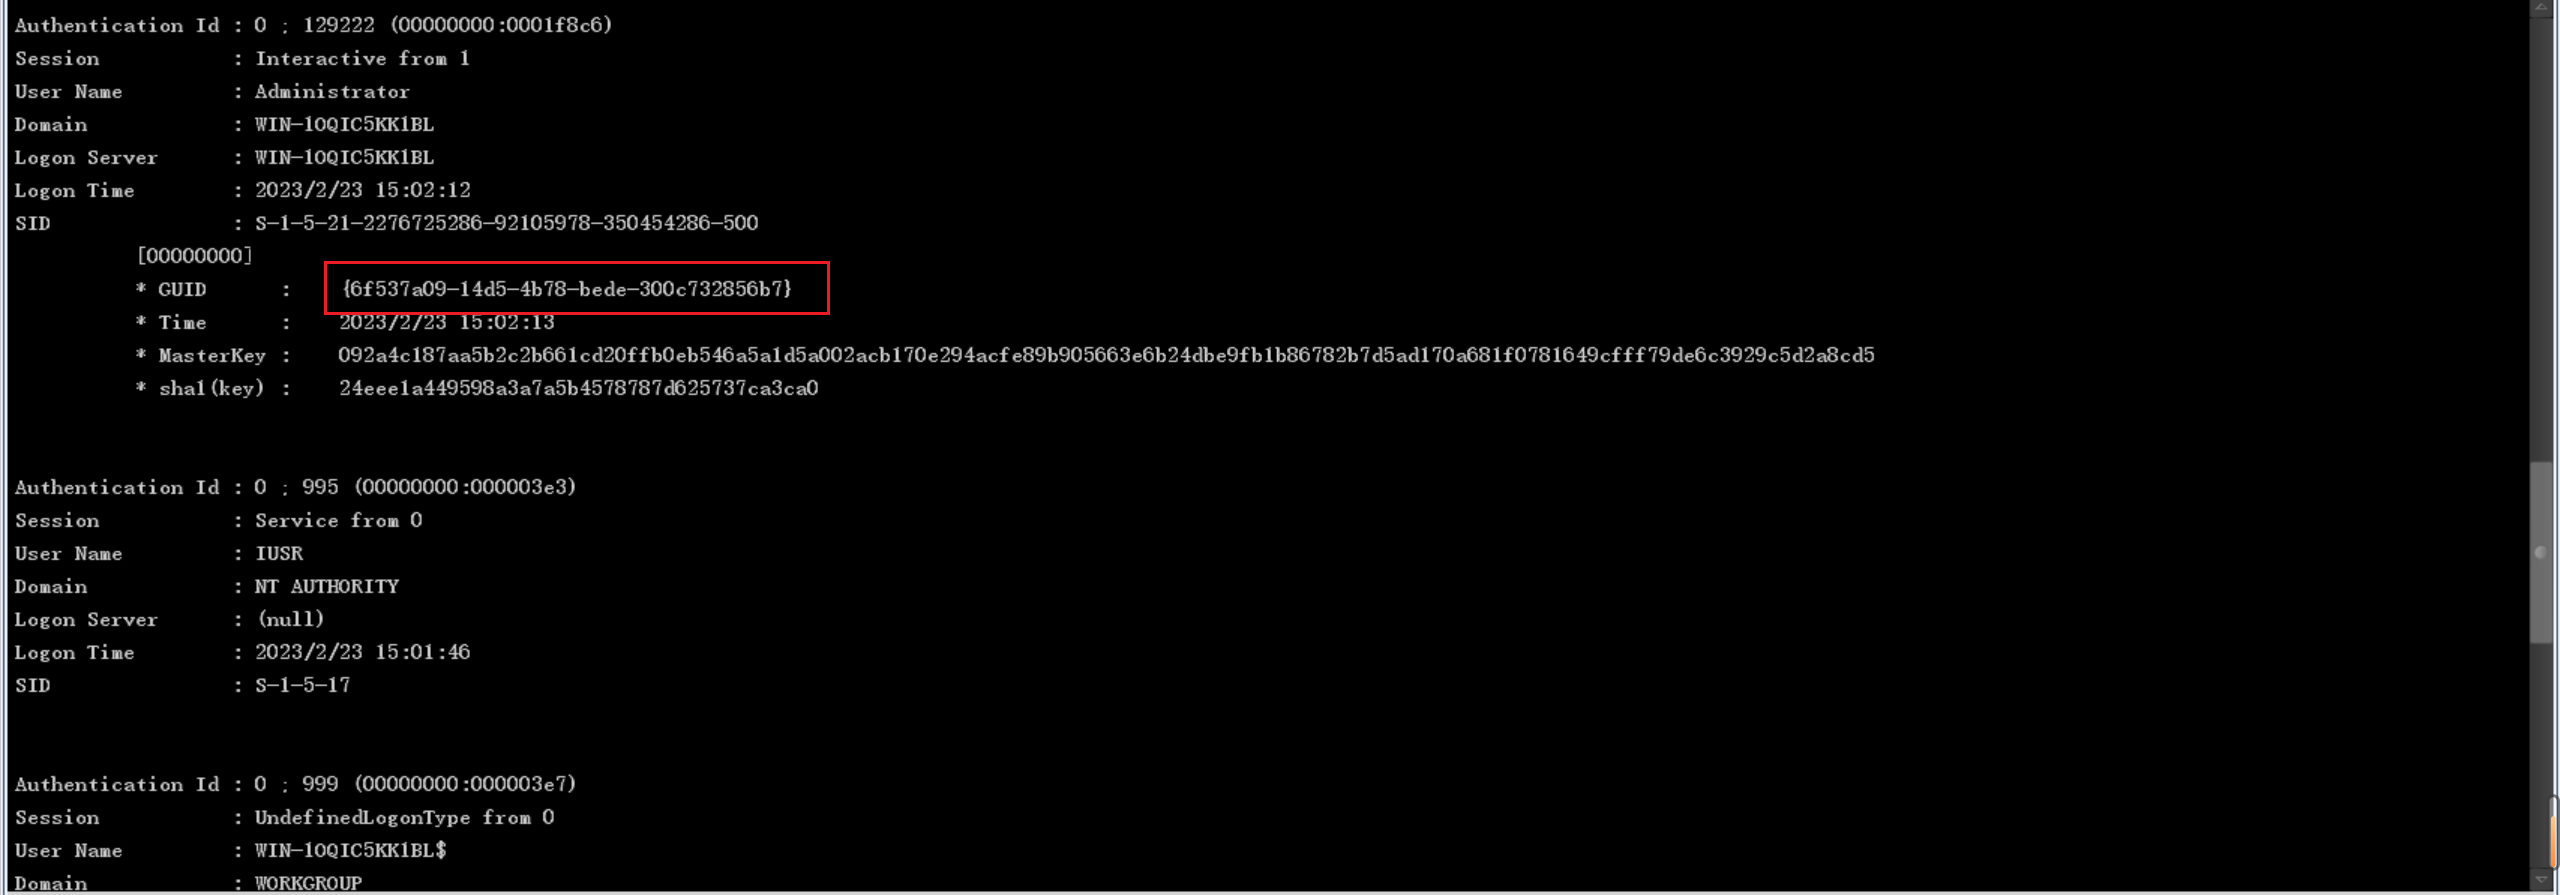 Authentication Id : 0 ; 129222 (00000000:0001f8c6)
Session           : Interactive from 1
User Name         : Administrator
Domain            : WIN-10QIC5KK1BL
Logon Server      : WIN-10QIC5KK1BL
Logon Time        : 2023/2/23 15:02:12
SID               : S-1-5-21-2276725286-92105978-350454286-500
[00000000]
* GUID      :    {6f537a09-14d5-4b78-bede-300c732856b7}
* Time      :    2023/2/23 15:02:13
* MasterKey :    092a4c187aa5b2c2b661cd20ffb0eb546a5a1d5a002acb170e294acfe89b905663e6b24dbe9fb1b86782b7d5ad170a681f0781649cfff79de6c3929c5d2a8cd5
* sha1(key) :    24eee1a449598a3a7a5b4578787d625737ca3ca0
Authentication Id : 0 ; 995 (00000000:000003e3)
Session           : Service from 0
User Name         : IUSR
Domain            : NT AUTHORITY
Logon Server      : (null)
Logon Time        : 2023/2/23 15:01:46
SID               : S-1-5-17
Authentication Id : 0 ; 999 (00000000:000003e7)
Session           : UndefinedLogonType from 0
User Name         : WIN-10QIC5KK1BL$
Domain            : WORKGROUP